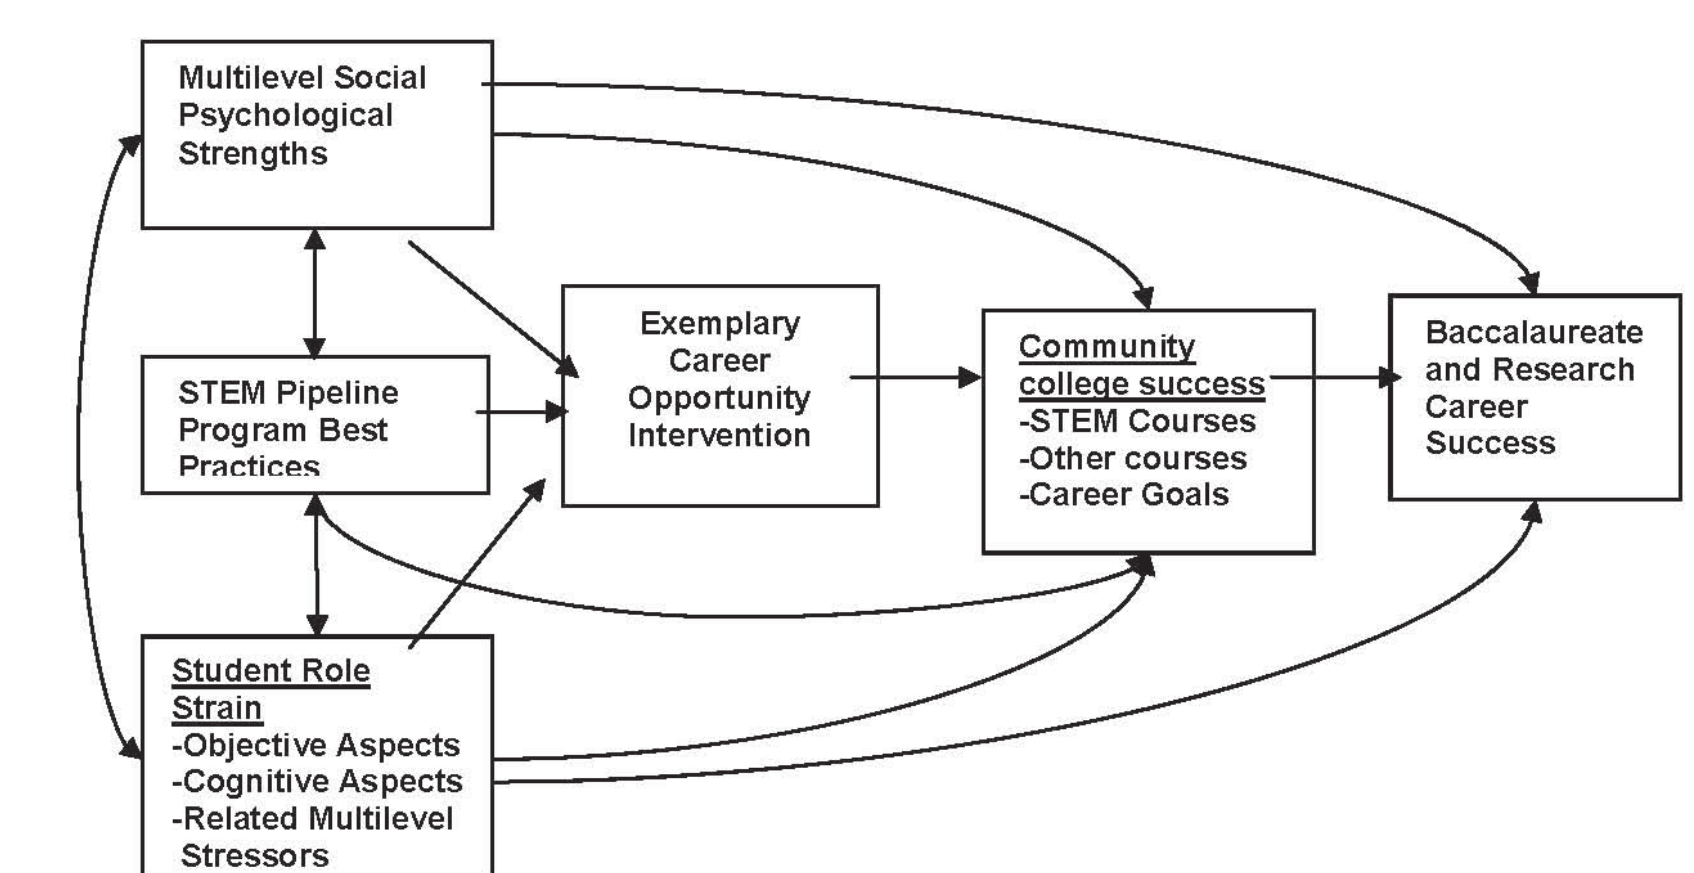 Multilevel Social
Psychological
Strengths
STEM Pipeline
Program Best
Practices
Student Role
Strain
-Objective Aspects
-Cognitive Aspects
-Related Multilevel
Stressors
Exemplary
Career
Opportunity
Intervention
Community
college success
-STEM Courses
-Other courses
-Career Goals
Baccalaureate
and Research
Career
Success